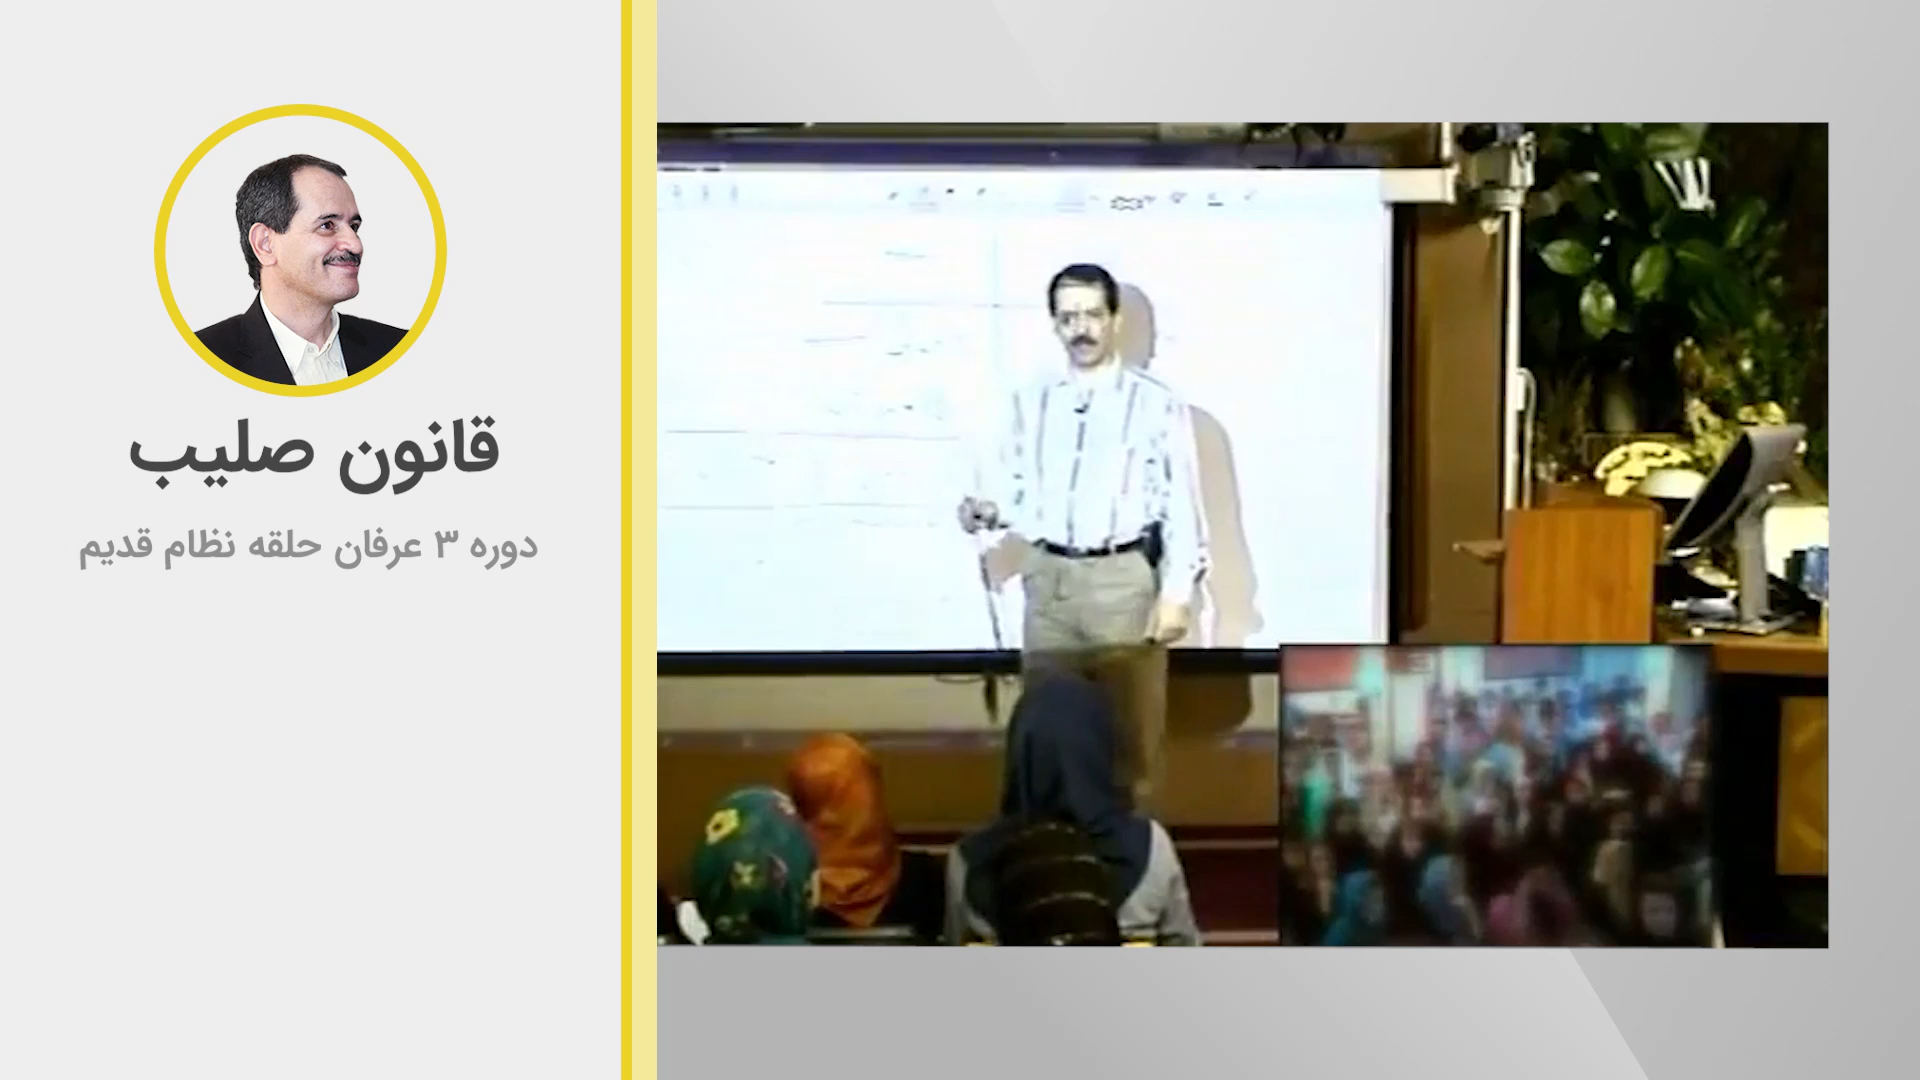 قانون صلیب
دوره ۳ عرفان حلقه نظام قدیم